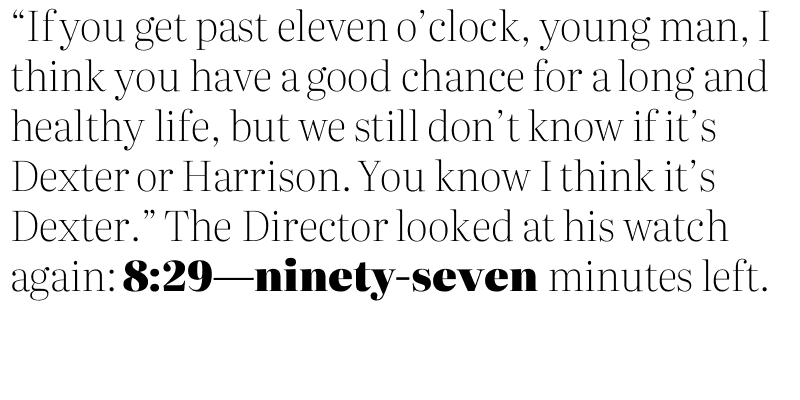 “If you get past eleven o’clock, young man, I
think you have a good chance for a long and
healthy life, but we still don’t know if it’s
Dexter or Harrison. You know I think it’s
Dexter.” The Director looked at his watch
again: 8:29—ninety-seven minutes left.